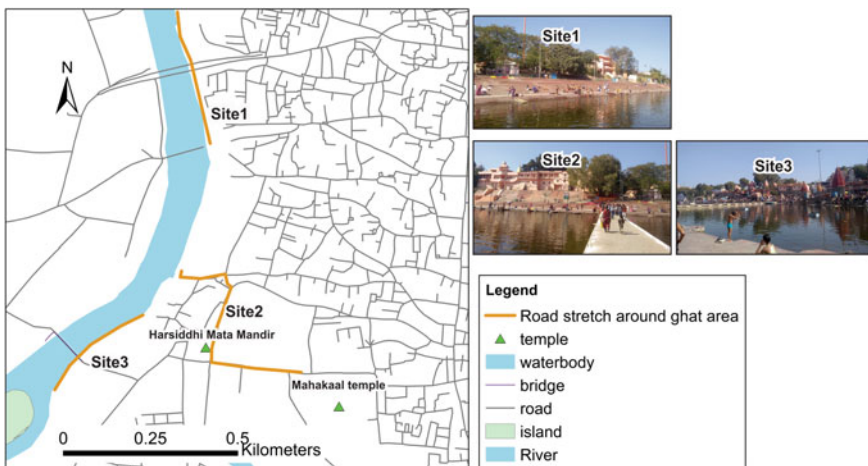 N
Site1
Site2
Harsiddhi Mata Mandir
Site3
Mahakaal temple
0 0.25 0.5
Kilometers
Site1
Site2
Site3
Legend
Road stretch around ghat area
temple
waterbody
bridge
road
island
River